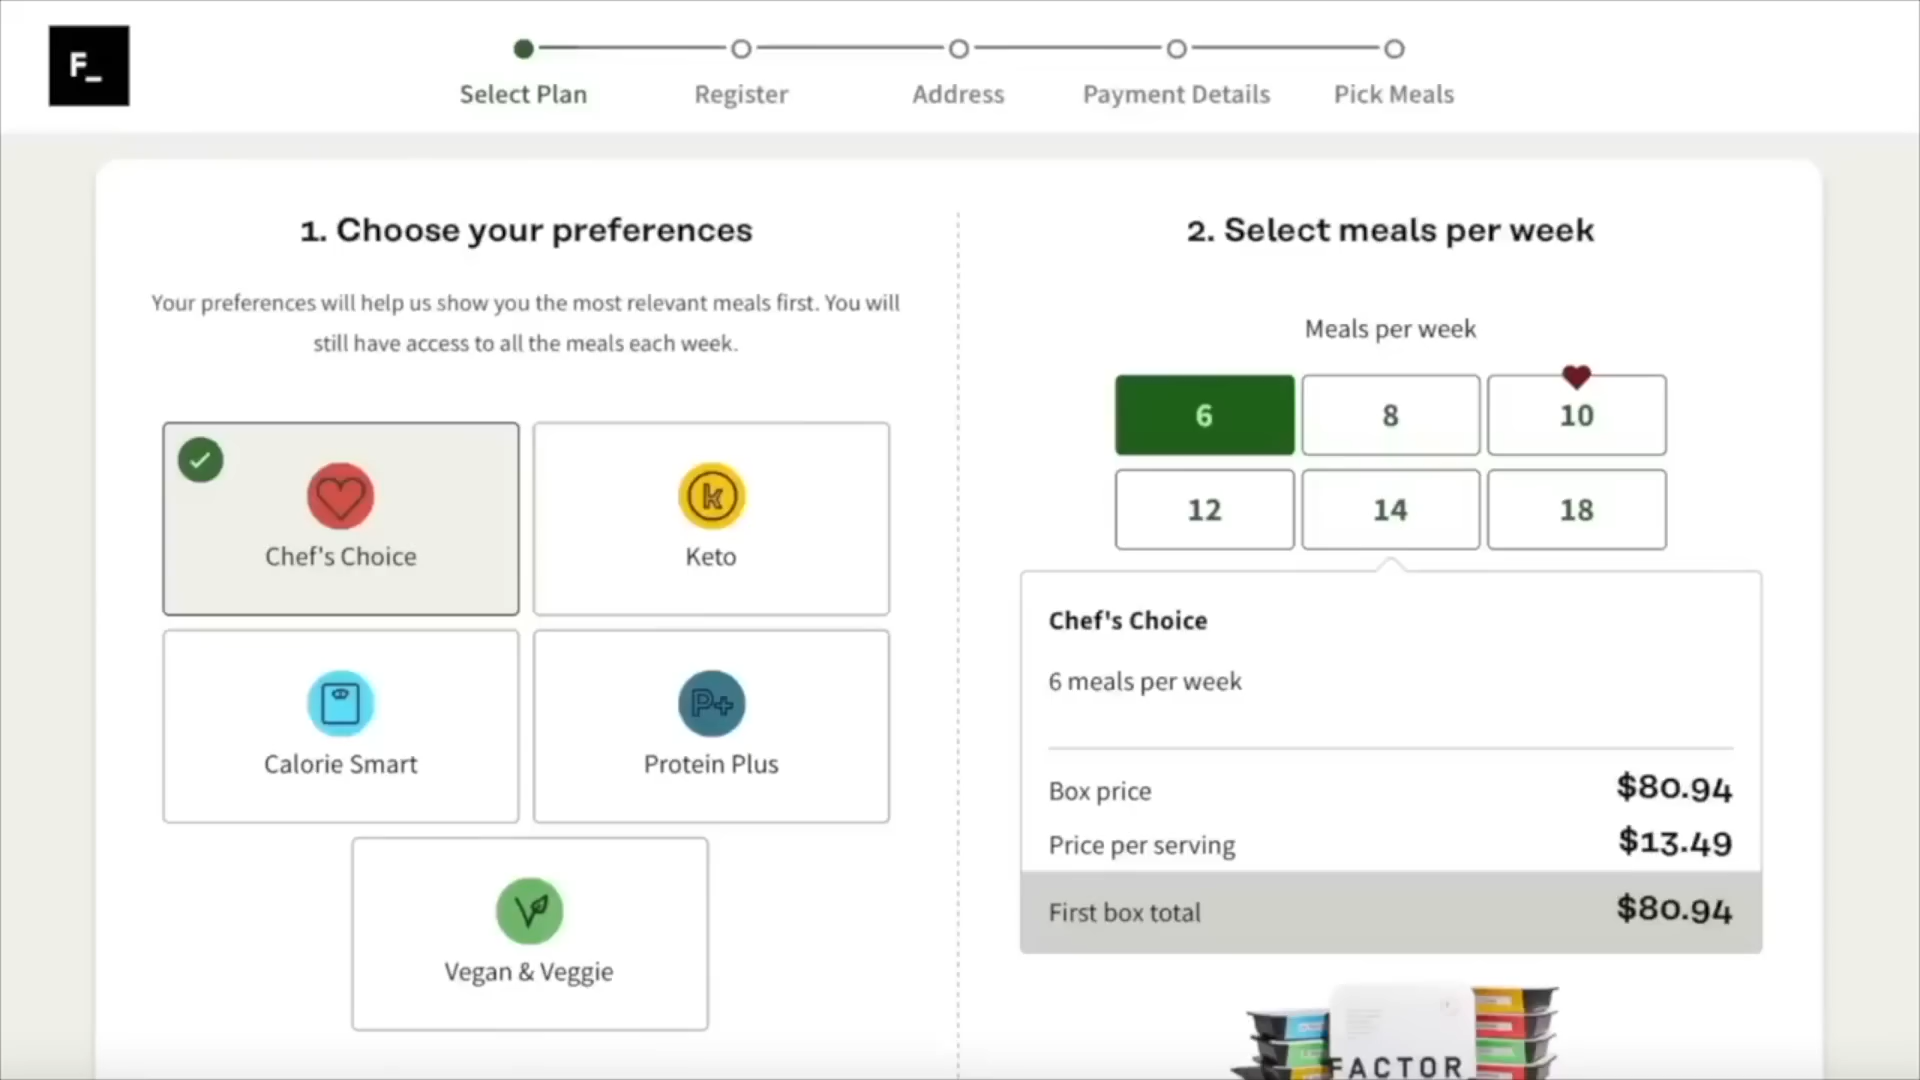 F_
Select Plan
Register
Address
Payment Details
Pick Meals
1. Choose your preferences
Your preferences will help us show you the most relevant meals first. You will
still have access to all the meals each week.
Chef's Choice
k
Keto
Calorie Smart
P+
Protein Plus
Vegan & Veggie
2. Select meals per week
Meals per week
6
8
10
12
14
18
Chef's Choice
6 meals per week
Box price
$80.94
Price per serving
$13.49
First box total
$80.94
FACTOR_